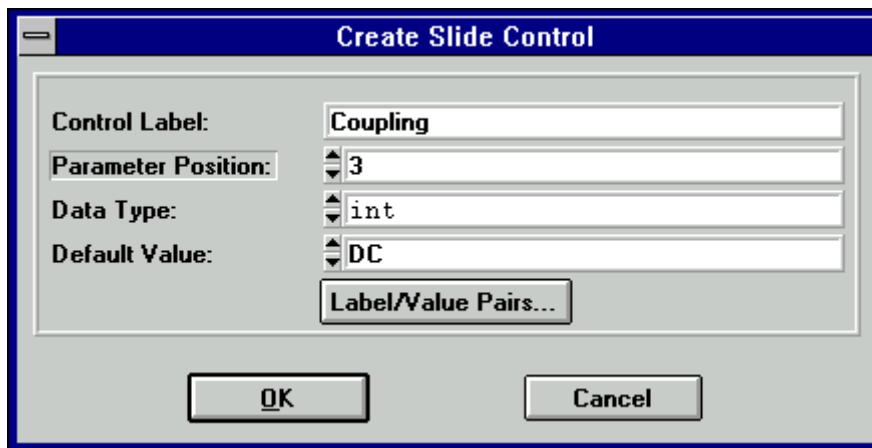 Create Slide Control
Control Label: Coupling
Parameter Position: 3
Data Type: int
Default Value: DC
Label/Value Pairs...
OK Cancel